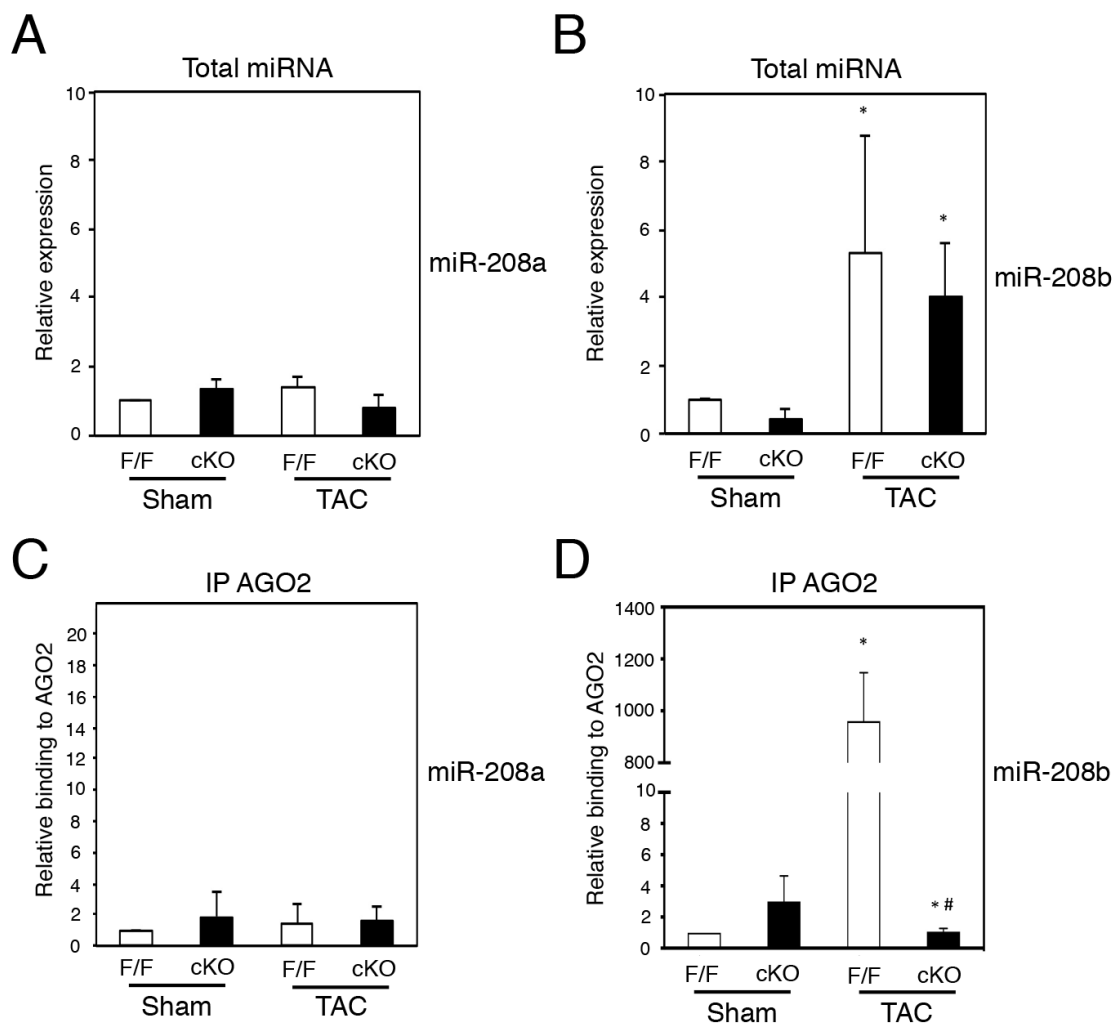 A
Total miRNA
Relative expression
10
8
6
4
2
0
F/F cKO F/F cKO
Sham TAC
miR-208a
B
Total miRNA
Relative expression
10
8
6
4
2
0
*
*
F/F cKO F/F cKO
Sham TAC
miR-208b
C
IP AGO2
Relative binding to AGO2
20
18
16
14
12
10
8
6
4
2
0
F/F cKO F/F cKO
Sham TAC
miR-208a
D
IP AGO2
Relative binding to AGO2
1400
1200
1000
800
10
8
6
4
2
0
*
* #
F/F cKO F/F cKO
Sham TAC
miR-208b